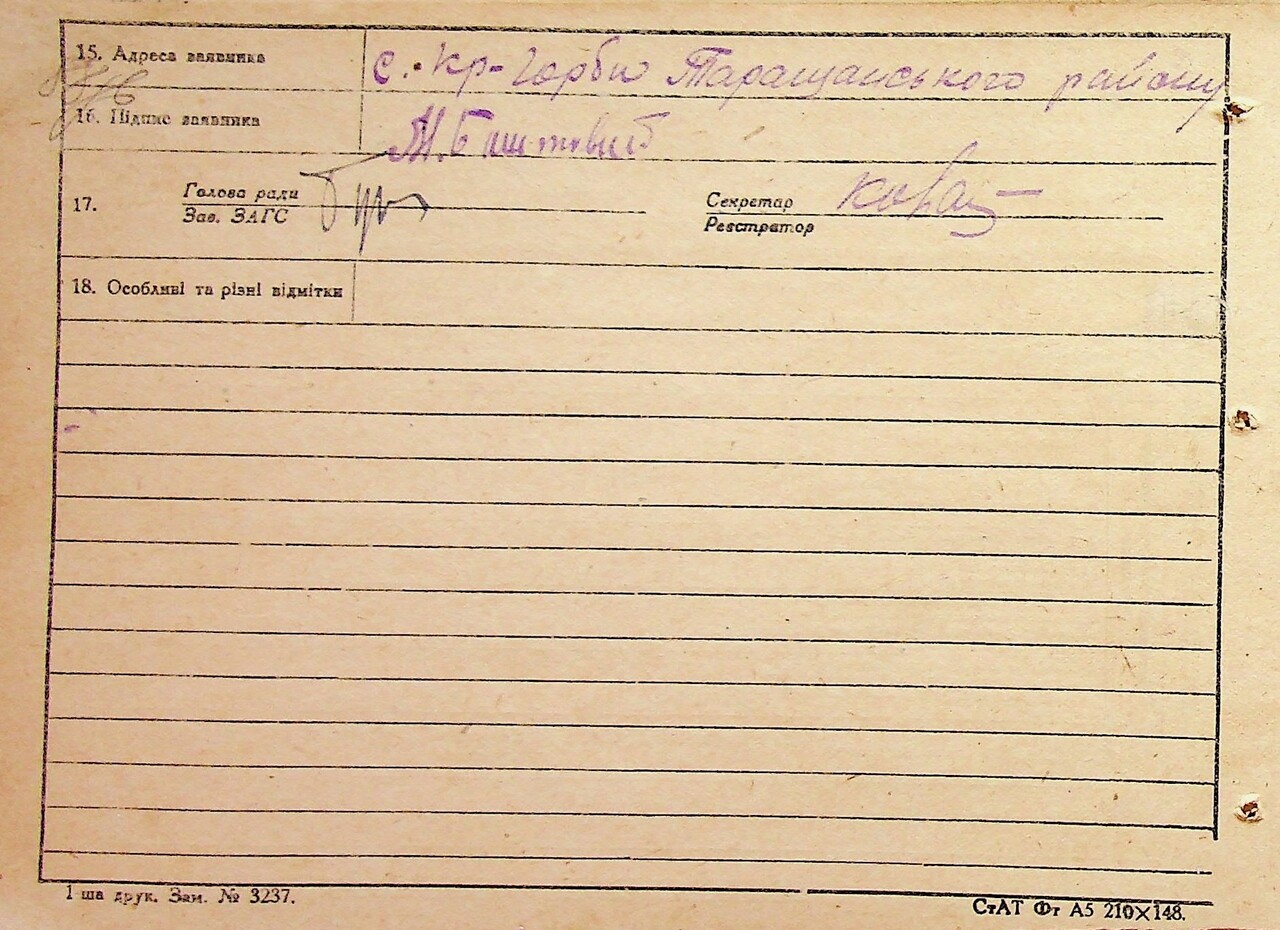 15. Адреса заявника с. Кр-Горби Таращанського району
16. Підпис заявника М. Баштовий
17. Голова ради
Зав. ЗАГС
Секретар
Реєстратор
18. Особливі та різні відмітки
1-ша друк. Зам. № 3237.
СтАТ Фт А5 210×148.